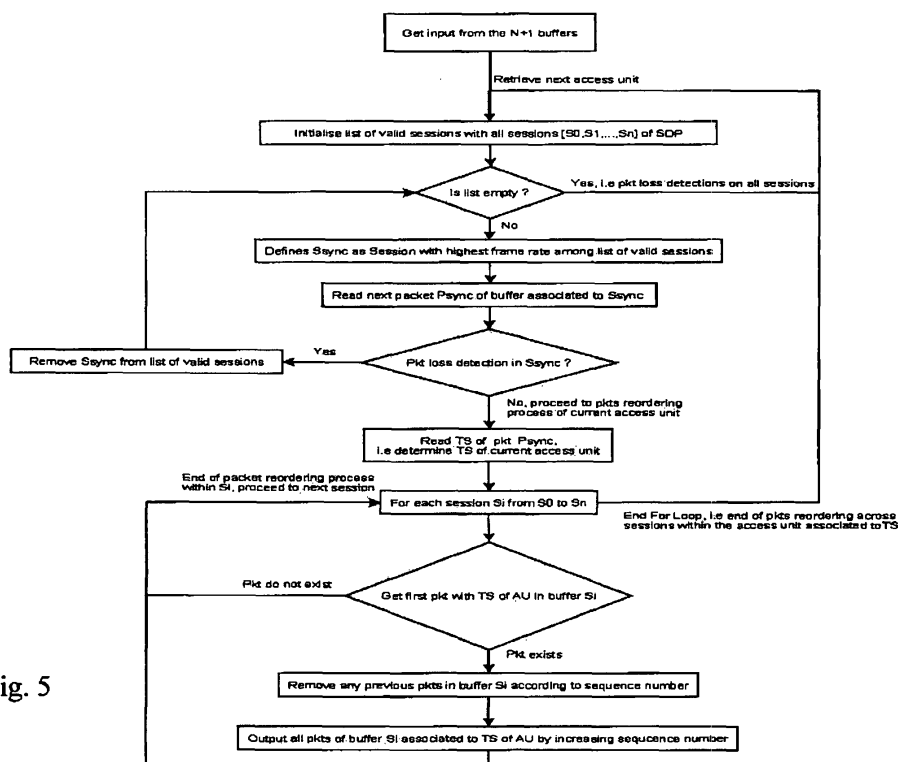 Get input from the N+1 buffers
Retrieve next access unit
Initialise list of valid sessions with all sessions [S0,S1,...,Sn] of SDP
Is list empty ?
Yes, i.e pkt loss detections on all sessions
No
Defines Ssync as Session with highest frame rate among list of valid sessions
Read next packet Psync of buffer associated to Ssync
Remove Ssync from list of valid sessions
Yes
Pkt loss detection in Ssync ?
No, proceed to pkts reordering
process of current access unit
Read TS of pkt Psync,
i.e determine TS of current access unit
End of packet reordering process
within Si, proceed to next session
For each session Si from S0 to Sn
End For Loop, i.e end of pkts reordering across
sessions within the access unit associated to TS
Pkt do not exist
Get first pkt with TS of AU in buffer Si
Pkt exists
ig. 5
Remove any previous pkts in buffer Si according to sequence number
Output all pkts of buffer Si associated to TS of AU by increasing sequcence number